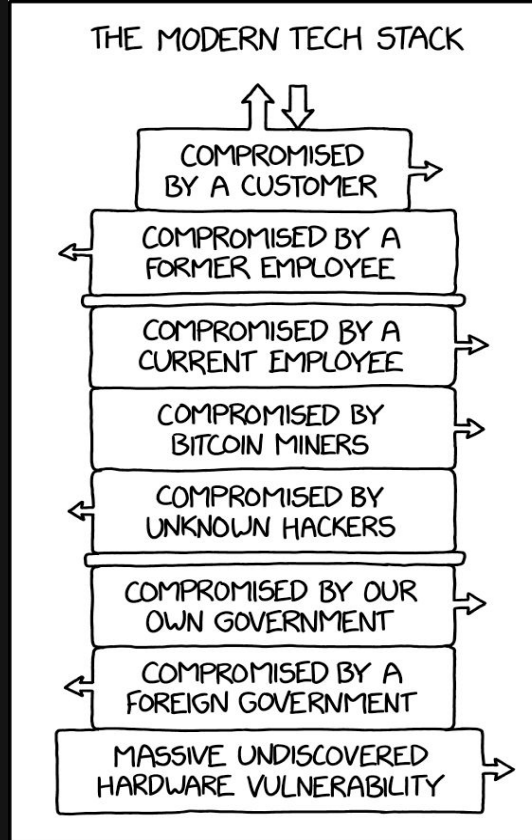 THE MODERN TECH STACK
COMPROMISED
BY A CUSTOMER
COMPROMISED BY A
FORMER EMPLOYEE
COMPROMISED BY A
CURRENT EMPLOYEE
COMPROMISED BY
BITCOIN MINERS
COMPROMISED BY
UNKNOWN HACKERS
COMPROMISED BY OUR
OWN GOVERNMENT
COMPROMISED BY A
FOREIGN GOVERNMENT
MASSIVE UNDISCOVERED
HARDWARE VULNERABILITY